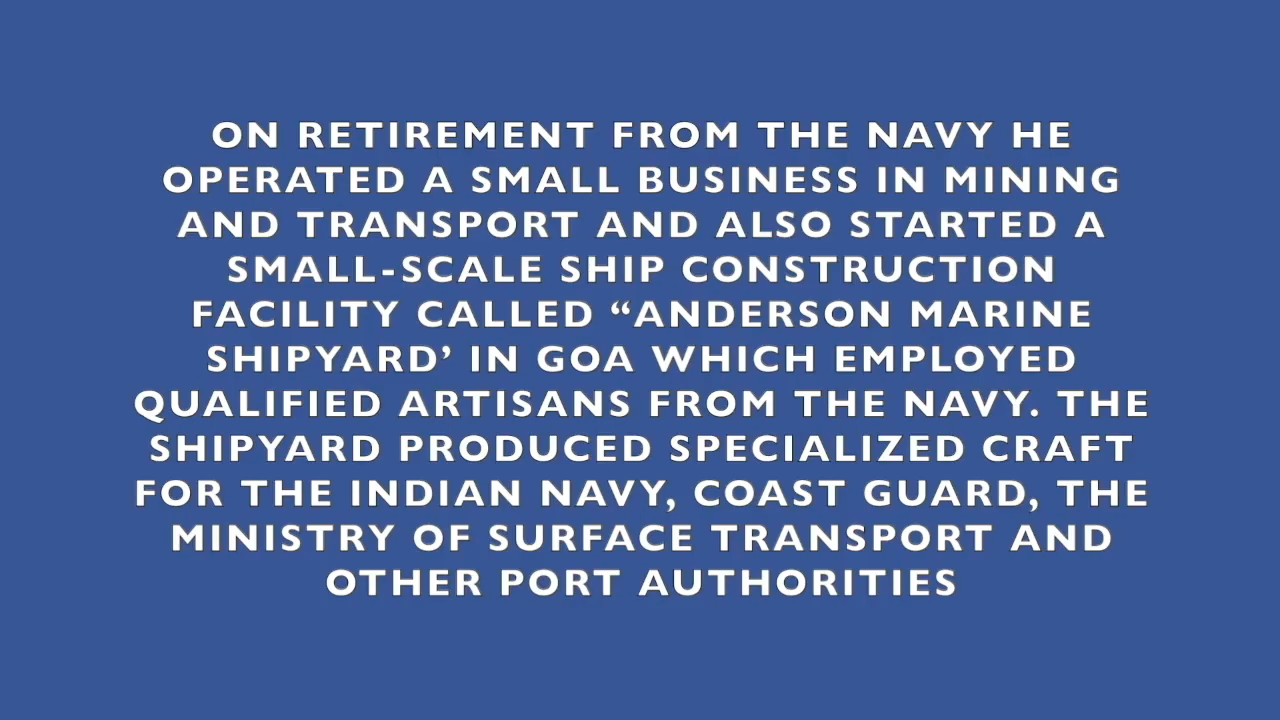 ON RETIREMENT FROM THE NAVY HE
OPERATED A SMALL BUSINESS IN MINING
AND TRANSPORT AND ALSO STARTED A
SMALL-SCALE SHIP CONSTRUCTION
FACILITY CALLED “ANDERSON MARINE
SHIPYARD’ IN GOA WHICH EMPLOYED
QUALIFIED ARTISANS FROM THE NAVY. THE
SHIPYARD PRODUCED SPECIALIZED CRAFT
FOR THE INDIAN NAVY, COAST GUARD, THE
MINISTRY OF SURFACE TRANSPORT AND
OTHER PORT AUTHORITIES